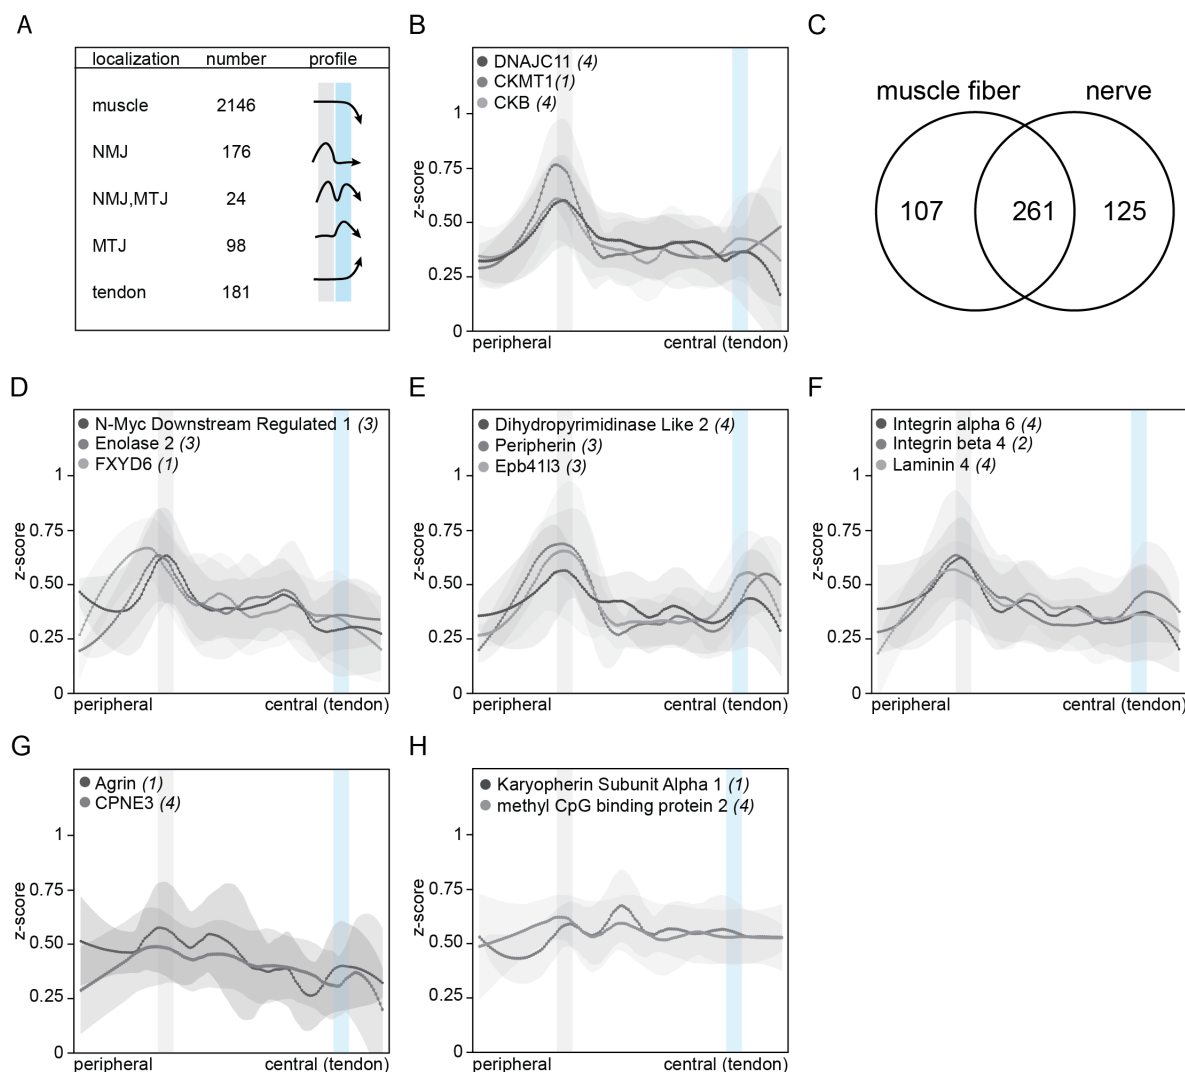 A
localization number profile
muscle 2146
NMJ 176
NMJ,MTJ 24
MTJ 98
tendon 181
B
DNAJC11 (4)
CKMT1(1)
CKB (4)
z-score
1
0.75
0.50
0.25
0
peripheral central (tendon)
C
muscle fiber nerve
107 261 125
D
N-Myc Downstream Regulated 1 (3)
Enolase 2 (3)
FXYD6 (1)
z-score
1
0.75
0.50
0.25
0
peripheral central (tendon)
E
Dihydropyrimidinase Like 2 (4)
Peripherin (3)
Epb41l3 (3)
z-score
1
0.75
0.50
0.25
0
peripheral central (tendon)
F
Integrin alpha 6 (4)
Integrin beta 4 (2)
Laminin 4 (4)
z-score
1
0.75
0.50
0.25
0
peripheral central (tendon)
G
Agrin (1)
CPNE3 (4)
z-score
1
0.75
0.50
0.25
0
peripheral central (tendon)
H
Karyopherin Subunit Alpha 1 (1)
methyl CpG binding protein 2 (4)
z-score
1
0.75
0.50
0.25
0
peripheral central (tendon)